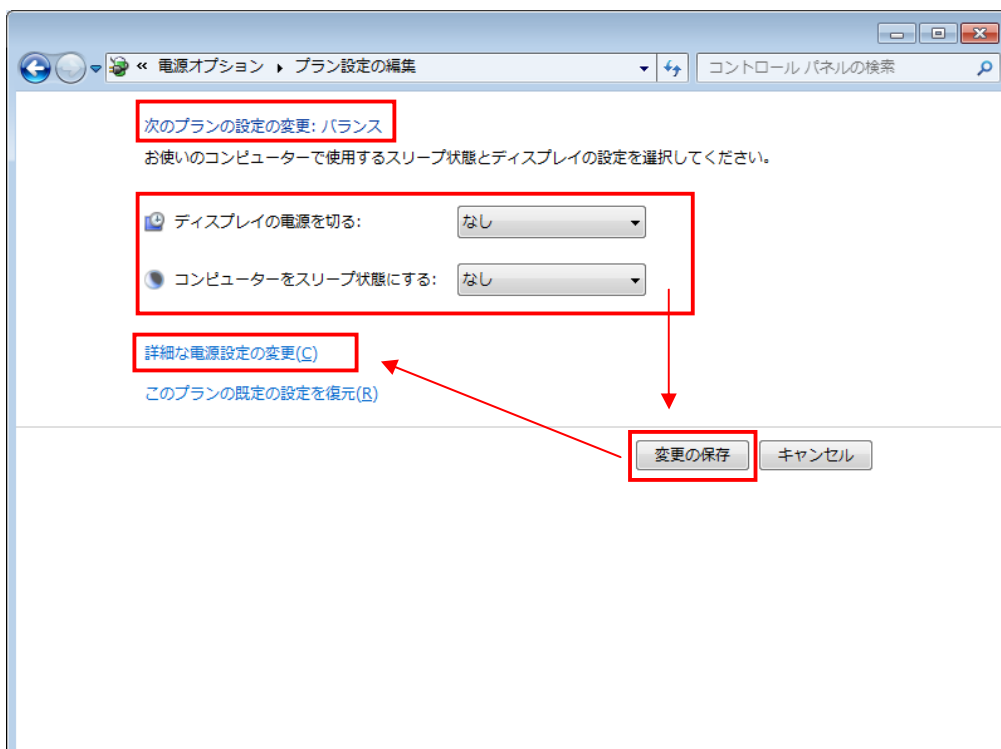 « 電源オプション ▸ プラン設定の編集
コントロール パネルの検索
次のプランの設定の変更: バランス
お使いのコンピューターで使用するスリープ状態とディスプレイの設定を選択してください。
ディスプレイの電源を切る: なし
コンピューターをスリープ状態にする: なし
詳細な電源設定の変更(C)
このプランの既定の設定を復元(R)
変更の保存 キャンセル